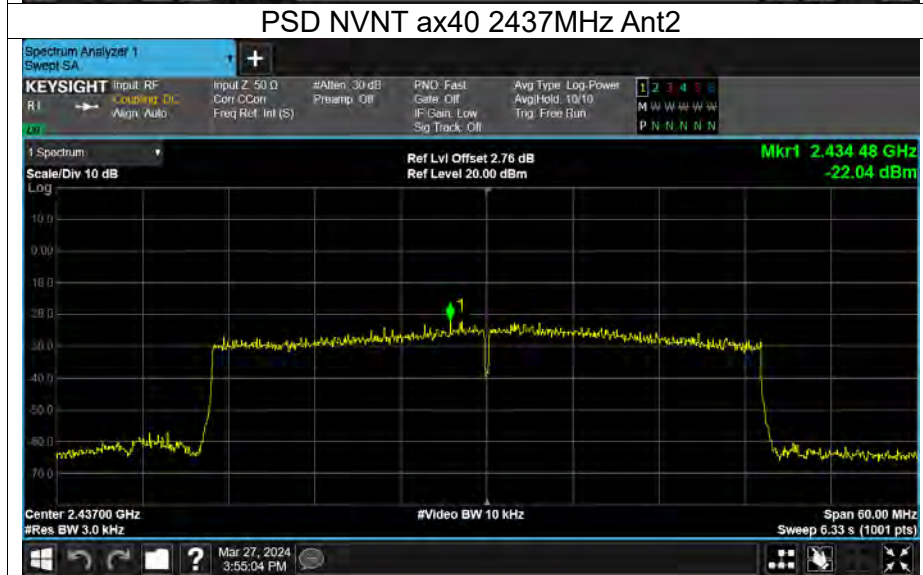 PSD NVNT ax40 2437MHz Ant2
Spectrum Analyzer 1
Swept SA
+
KEYSIGHT Input: RF
Coupling: DC
Align: Auto
Input Z: 50 Ω
Corr CCorr
Freq Ref: Int (S)
#Atten: 30 dB
Preamp: Off
PNO: Fast
Gate: Off
IF Gain: Low
Sig Track: Off
Avg Type: Log-Power
Avg|Hold: 10/10
Trig: Free Run
1 2 3 4 5 6
M W W W W W
P N N N N N
1 Spectrum
Scale/Div 10 dB
Log
Ref Lvl Offset 2.76 dB
Ref Level 20.00 dBm
Mkr1 2.434 48 GHz
-22.04 dBm
10.0
0.00
-10.0
-20.0
-30.0
-40.0
-50.0
-60.0
-70.0
1
Center 2.43700 GHz
#Res BW 3.0 kHz
#Video BW 10 kHz
Span 60.00 MHz
Sweep 6.33 s (1001 pts)
?
Mar 27, 2024
3:55:04 PM